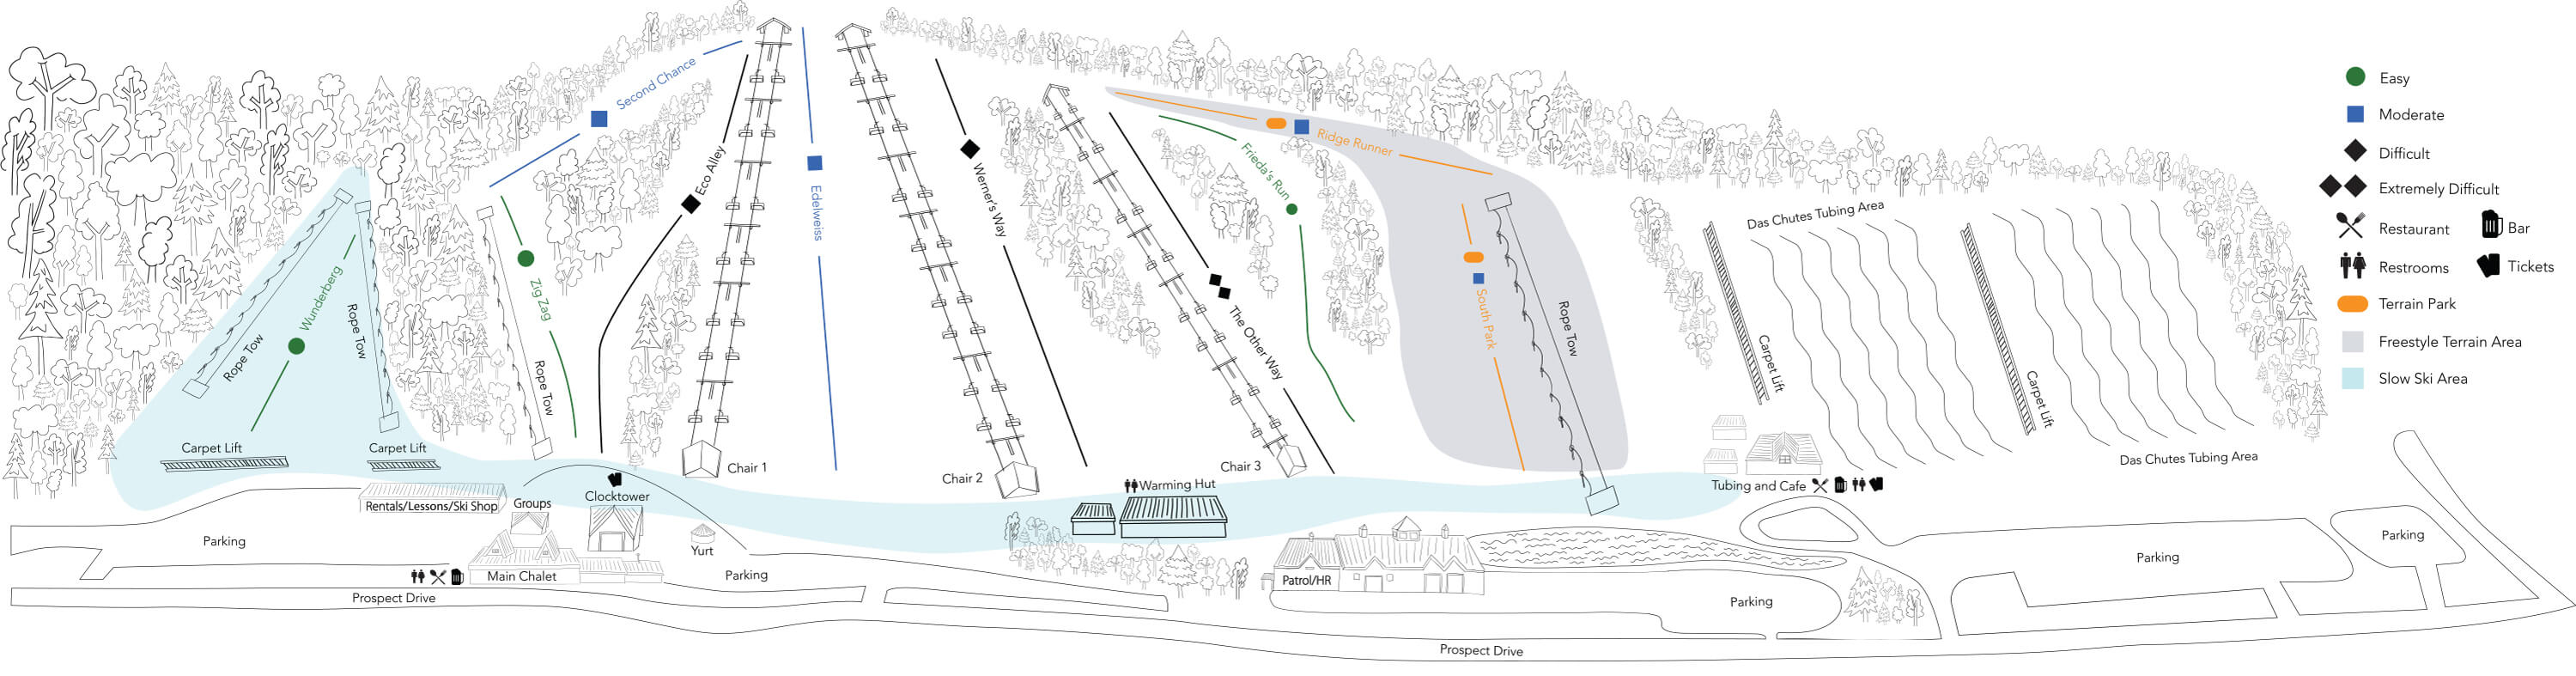 Second Chance
Eco Alley
Edelweiss
Werner's Way
Frieda's Run
Ridge Runner
The Other Way
South Park
Rope Tow
Wunderberg
Rope Tow
Rope Tow
Zig Zag
Rope Tow
Carpet Lift
Carpet Lift
Chair 1
Chair 2
Chair 3
Das Chutes Tubing Area
Carpet Lift
Carpet Lift
Das Chutes Tubing Area
Rentals/Lessons/Ski Shop
Groups
Clocktower
Yurt
Warming Hut
Tubing and Cafe
Parking
Main Chalet
Parking
Patrol/HR
Parking
Parking
Parking
Prospect Drive
Prospect Drive
Easy
Moderate
Difficult
Extremely Difficult
Restaurant
Bar
Restrooms
Tickets
Terrain Park
Freestyle Terrain Area
Slow Ski Area